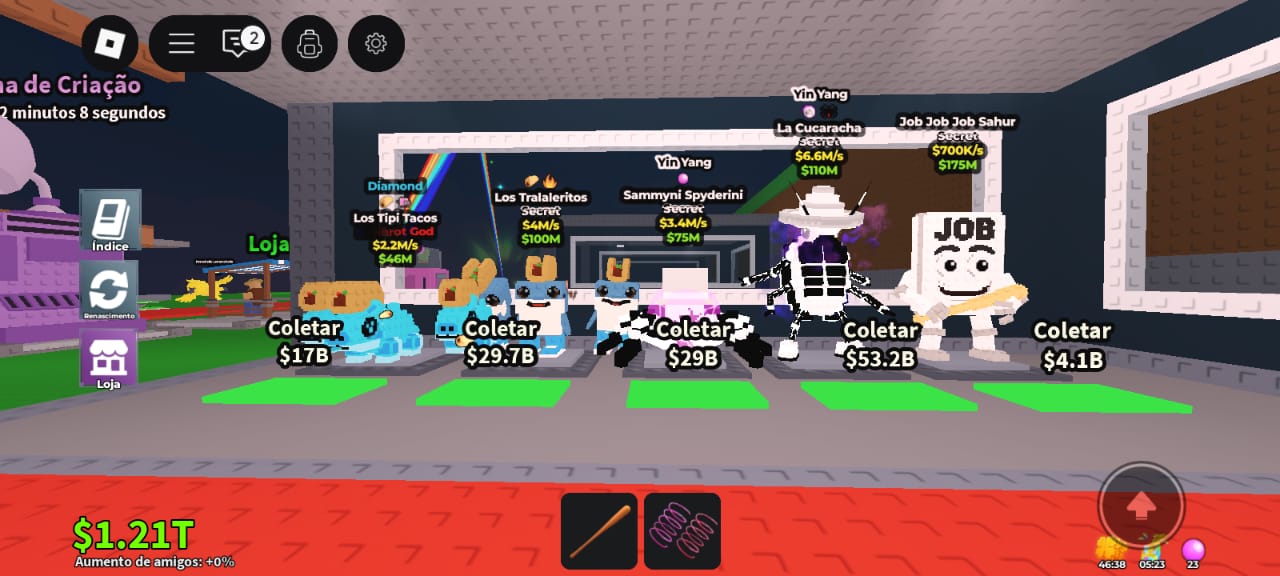 2
na de Criação
2 minutos 8 segundos
Índice
Renascimento
Loja
Loja
Diamond
Los Tipi Tacos
$2.2M/s
$46M
Los Tralaleritos
Secret
$4M/s
$100M
Yin Yang
Sammyni Spyderini
Secret
$3.4M/s
$75M
Yin Yang
La Cucaracha
Secret
$6.6M/s
$110M
Job Job Job Sahur
Secret
$700K/s
$175M
JOB
Coletar
$17B
Coletar
$29.7B
Coletar
$29B
Coletar
$53.2B
Coletar
$4.1B
$1.21T
Aumento de amigos: +0%
46:38
05:23
23